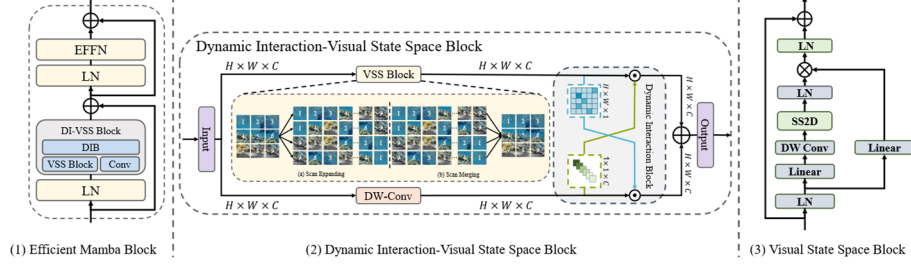 EFFN
LN
DI-VSS Block
DIB
VSS Block
Conv
LN
(1) Efficient Mamba Block
Dynamic Interaction-Visual State Space Block
H × W × C
VSS Block
H × W × C
Input
(a) Scan Expanding
(b) Scan Merging
H × W × 1
1 × 1 × C
Dynamic Interaction Block
H × W × C
H × W × C
Output
H × W × C
DW-Conv
H × W × C
(2) Dynamic Interaction-Visual State Space Block
LN
LN
SS2D
DW Conv
Linear
Linear
LN
(3) Visual State Space Block